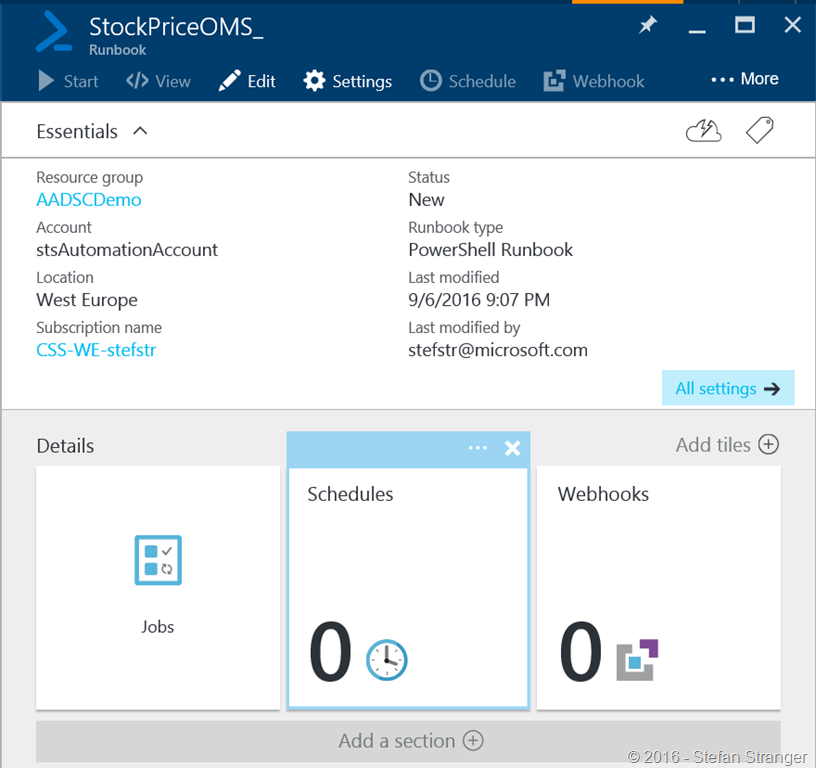 StockPriceOMS_
Runbook
Start View Edit Settings Schedule Webhook More
Essentials
Resource group
AADSCDemo
Account
stsAutomationAccount
Location
West Europe
Subscription name
CSS-WE-stefstr
Status
New
Runbook type
PowerShell Runbook
Last modified
9/6/2016 9:07 PM
Last modified by
stefstr@microsoft.com
All settings
Details
Add tiles
Jobs
Schedules
0
Webhooks
0
Add a section
© 2016 - Stefan Stranger